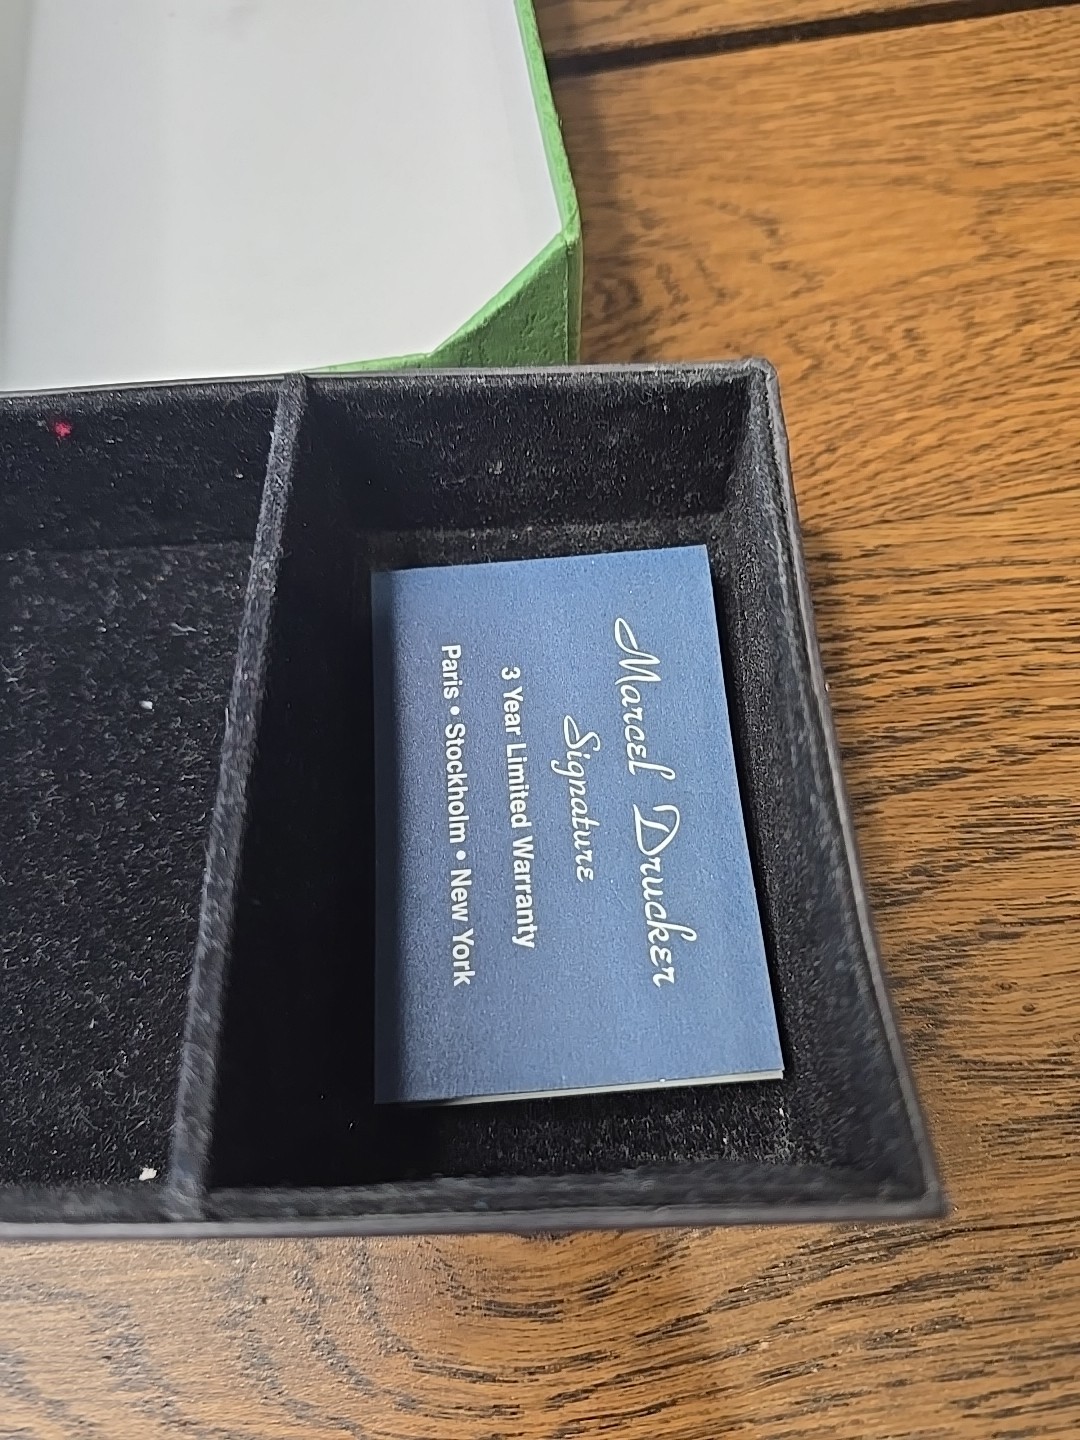 Marcel Drucker
Signature
3 Year Limited Warranty
Paris • Stockholm • New York